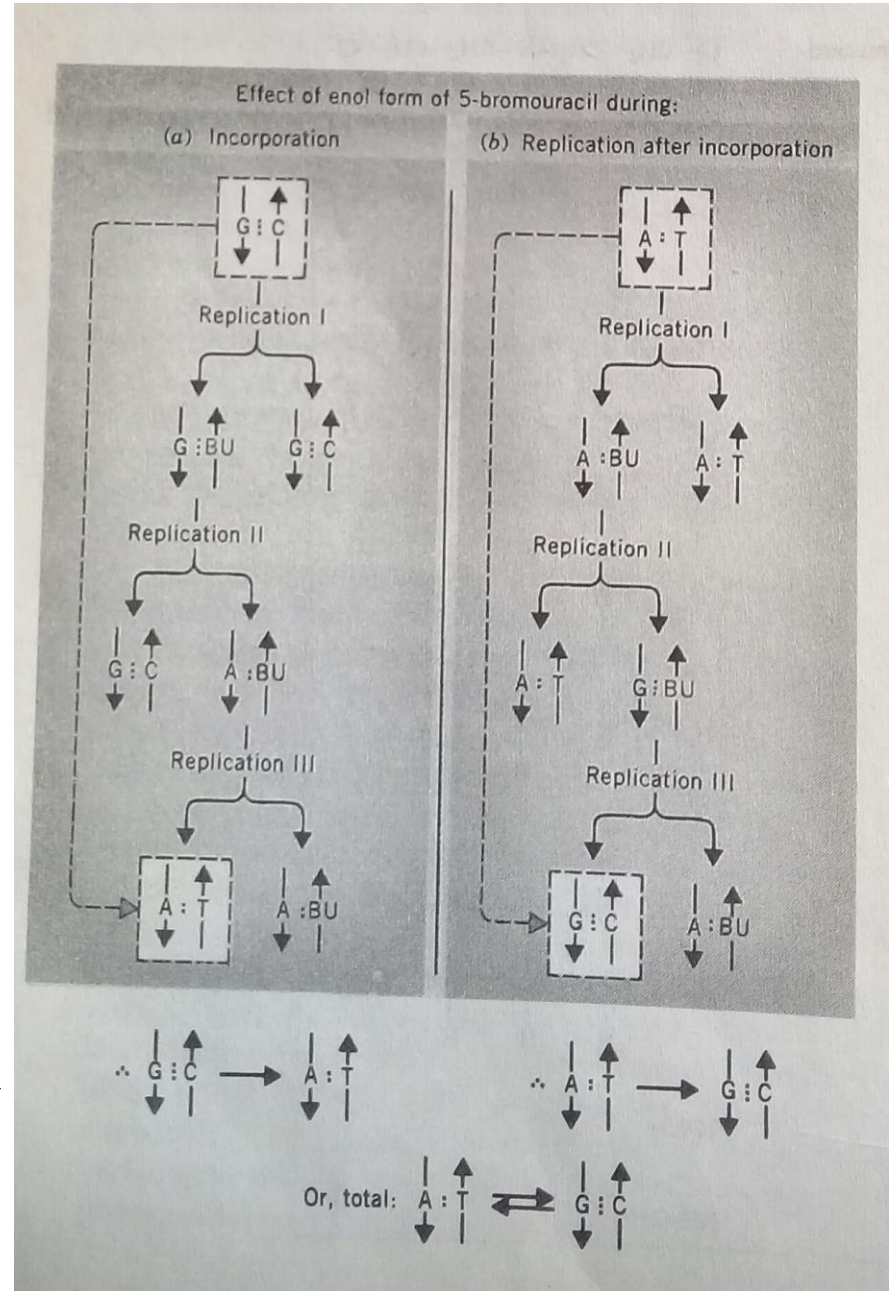 Effect of enol form of 5-bromouracil during:
(a) Incorporation
G ⋮ C
Replication I
G ⋮ BU G ⋮ C
Replication II
G ⋮ C A : BU
Replication III
A : T A : BU
(b) Replication after incorporation
A : T
Replication I
A : BU A : T
Replication II
A : T G ⋮ BU
Replication III
G ⋮ C A : BU
∴ G ⋮ C → A : T
∴ A : T → G ⋮ C
Or, total: A : T ⇌ G ⋮ C